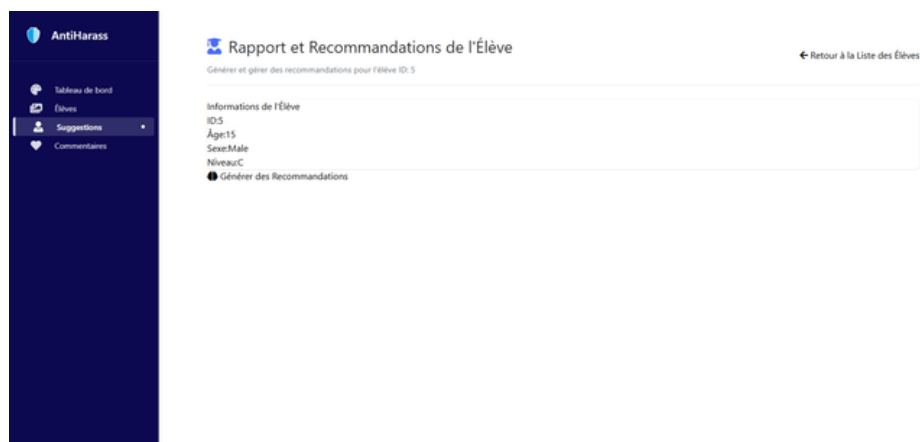 AntiHarass
Tableau de bord
Élèves
Suggestions
Commentaires
Rapport et Recommandations de l'Élève
Générer et gérer des recommandations pour l'élève ID: 5
← Retour à la Liste des Élèves
Informations de l'Élève
ID:5
Âge:15
Sexe:Male
Niveau:C
Générer des Recommandations